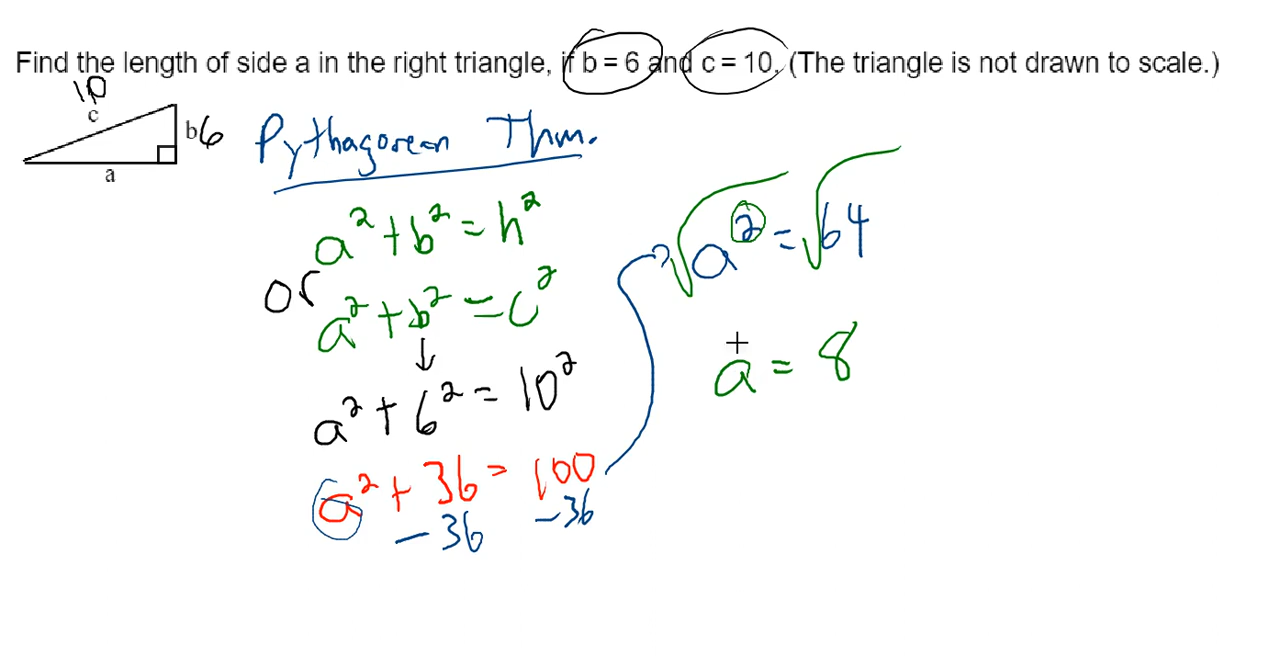 Find the length of side a in the right triangle, if b = 6 and c = 10. (The triangle is not drawn to scale.)
10
c
b 6
a
Pythagorean Thm.
a² + b² = h²
or
a² + b² = c²
↓
a² + 6² = 10²
a² + 36 = 100
- 36 -36
²√a² = √64
a = 8